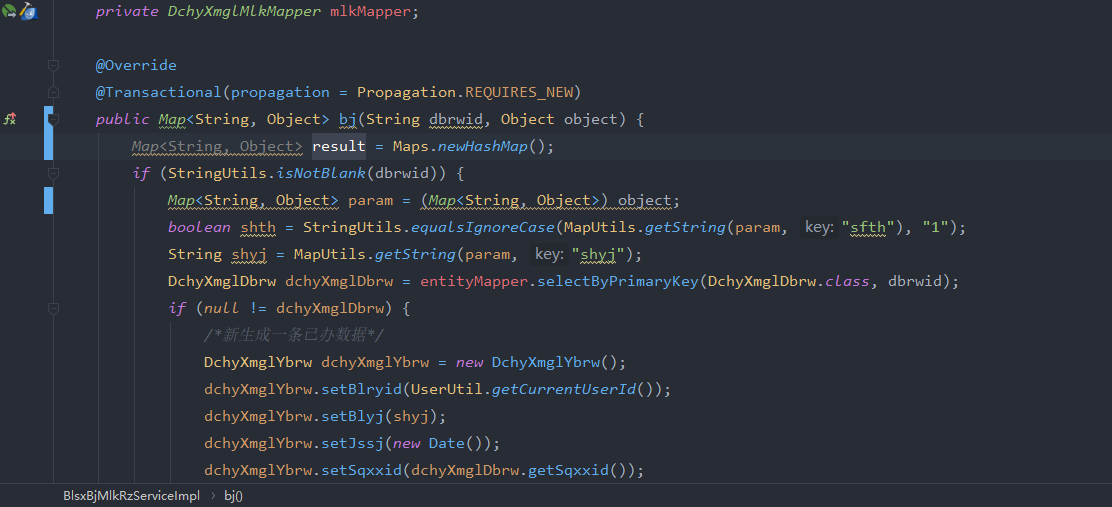 private DchyXmglMlkMapper mlkMapper;
@Override
@Transactional(propagation = Propagation.REQUIRES_NEW)
public Map<String, Object> bj(String dbrwid, Object object) {
Map<String, Object> result = Maps.newHashMap();
if (StringUtils.isNotBlank(dbrwid)) {
Map<String, Object> param = (Map<String, Object>) object;
boolean shth = StringUtils.equalsIgnoreCase(MapUtils.getString(param, key: "sfth"), "1");
String shyj = MapUtils.getString(param, key: "shyj");
DchyXmglDbrw dchyXmglDbrw = entityMapper.selectByPrimaryKey(DchyXmglDbrw.class, dbrwid);
if (null != dchyXmglDbrw) {
/*新生成一条已办数据*/
DchyXmglYbrw dchyXmglYbrw = new DchyXmglYbrw();
dchyXmglYbrw.setBlryid(UserUtil.getCurrentUserId());
dchyXmglYbrw.setBlyj(shyj);
dchyXmglYbrw.setJssj(new Date());
dchyXmglYbrw.setSqxxid(dchyXmglDbrw.getSqxxid());
BlsxBjMlkRzServiceImpl › bj()